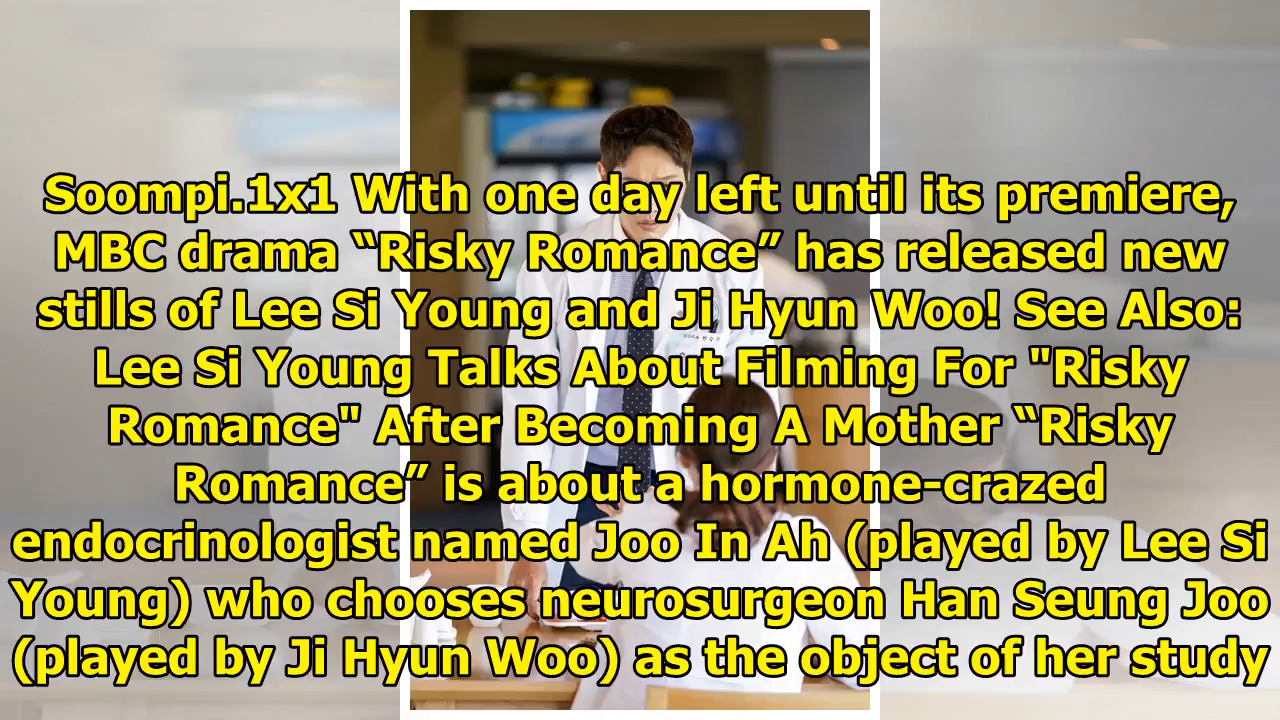 Soompi.1x1 With one day left until its premiere,
MBC drama “Risky Romance” has released new
stills of Lee Si Young and Ji Hyun Woo! See Also:
Lee Si Young Talks About Filming For "Risky
Romance" After Becoming A Mother “Risky
Romance” is about a hormone-crazed
endocrinologist named Joo In Ah (played by Lee Si
Young) who chooses neurosurgeon Han Seung Joo
(played by Ji Hyun Woo) as the object of her study